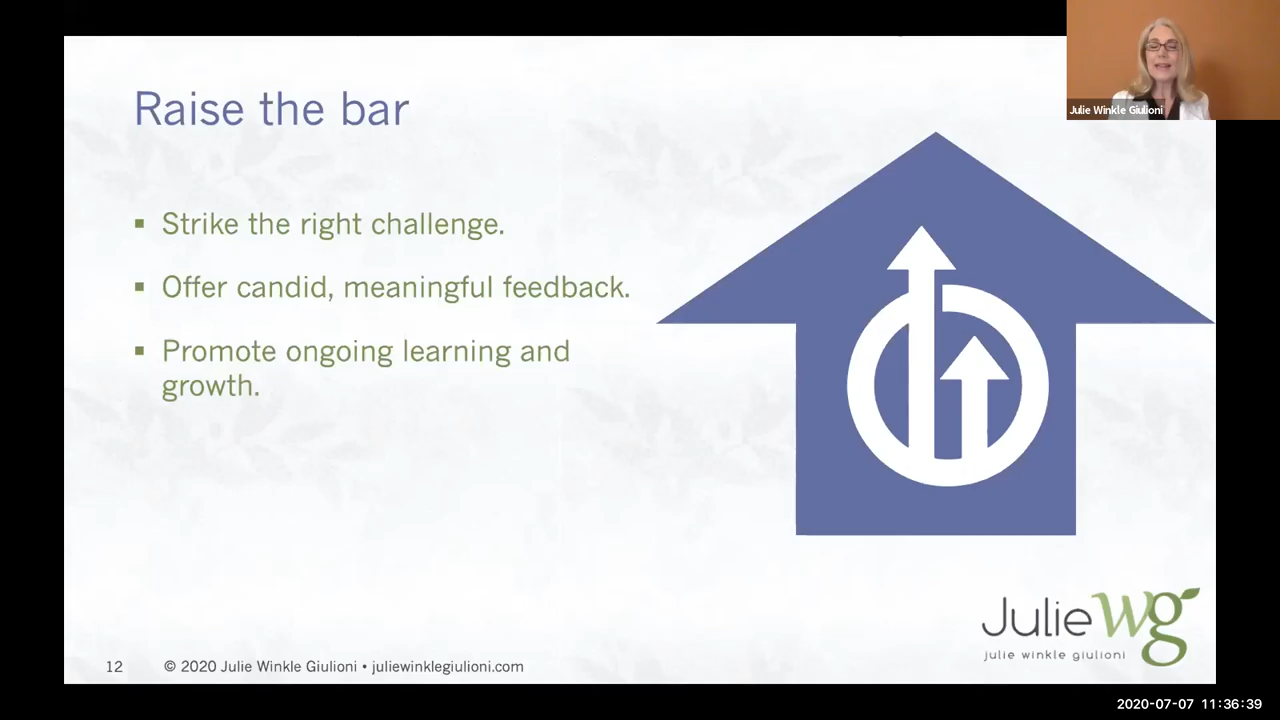 Julie Winkle Giulioni
Raise the bar
▪ Strike the right challenge.
▪ Offer candid, meaningful feedback.
▪ Promote ongoing learning and
growth.
Julie wg
julie winkle giulioni
12 © 2020 Julie Winkle Giulioni • juliewinklegiulioni.com
2020-07-07 11:36:39